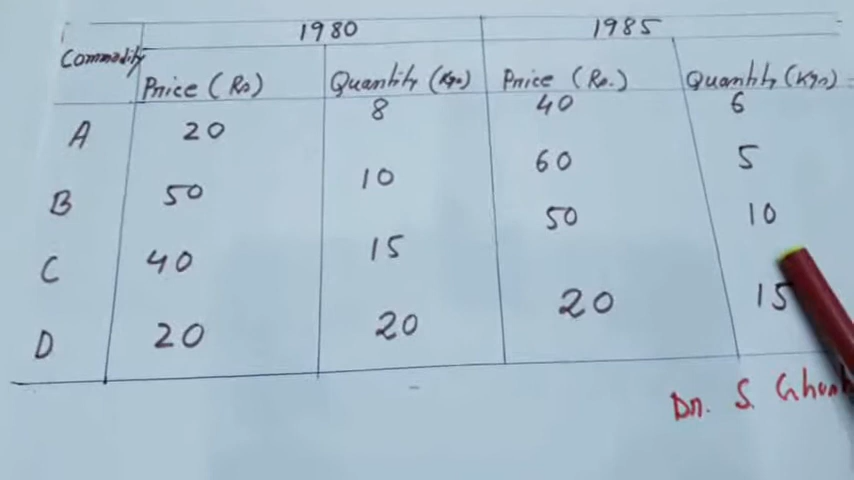 1980 1985
Commodity Price (Rs) Quantity (Kgs) Price (Rs.) Quantity (Kgs)
A 20 8 40 6
B 50 10 60 5
C 40 15 50 10
D 20 20 20 15
Dr. S.